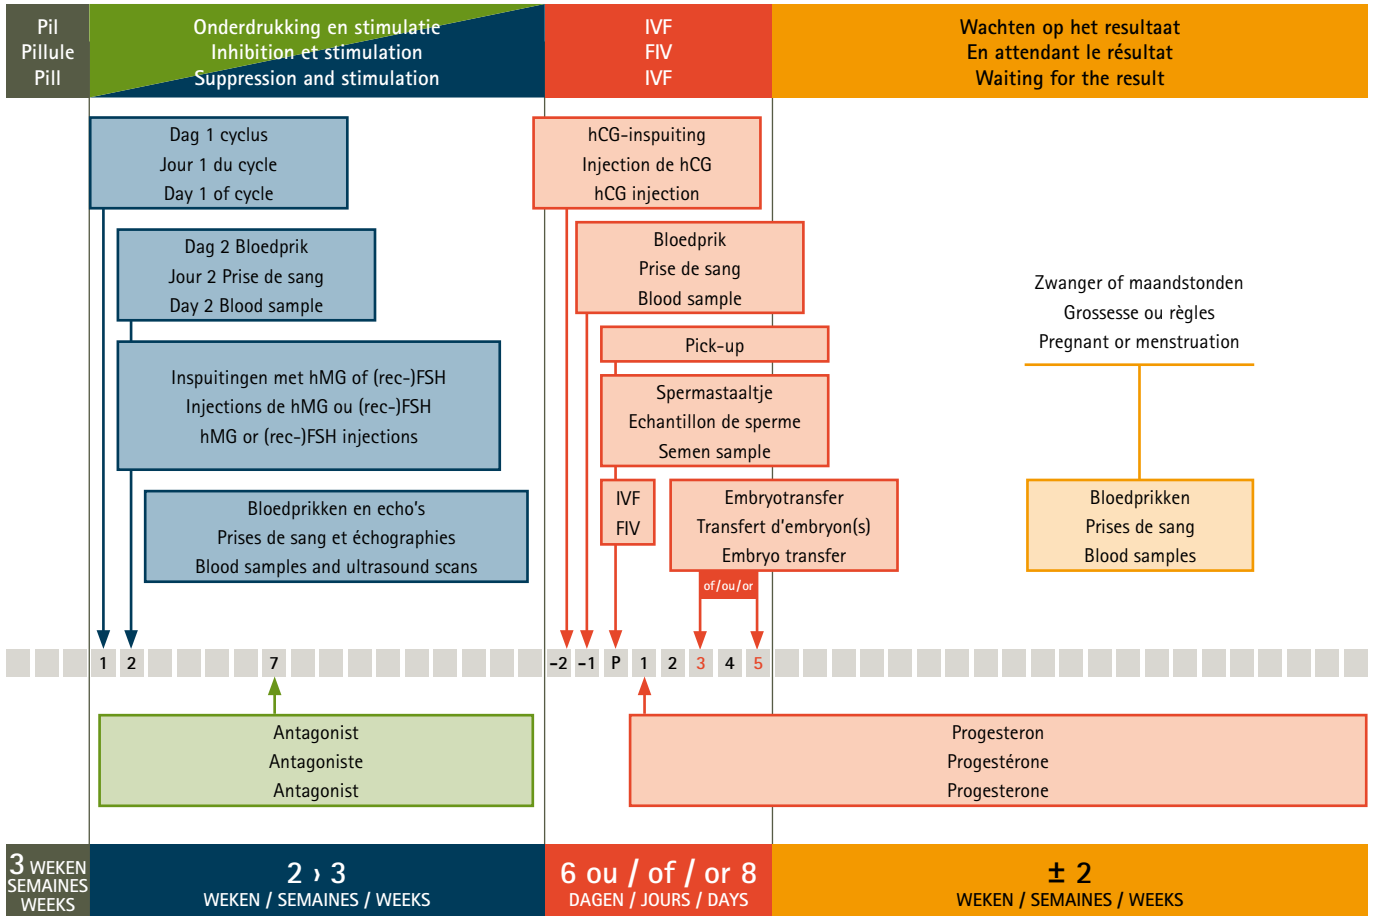 Pil
Pillule
Pill
Onderdrukking en stimulatie
Inhibition et stimulation
Suppression and stimulation
IVF
FIV
IVF
Wachten op het resultaat
En attendant le résultat
Waiting for the result
Dag 1 cyclus
Jour 1 du cycle
Day 1 of cycle
hCG-inspuiting
Injection de hCG
hCG injection
Dag 2 Bloedprik
Jour 2 Prise de sang
Day 2 Blood sample
Bloedprik
Prise de sang
Blood sample
Zwanger of maandstonden
Grossesse ou règles
Pregnant or menstruation
Pick-up
Inspuitingen met hMG of (rec-)FSH
Injections de hMG ou (rec-)FSH
hMG or (rec-)FSH injections
Spermastaaltje
Echantillon de sperme
Semen sample
Bloedprikken en echo's
Prises de sang et échographies
Blood samples and ultrasound scans
IVF
FIV
Embryotransfer
Transfert d'embryon(s)
Embryo transfer
of/ou/or
Bloedprikken
Prises de sang
Blood samples
1 2 7 -2 -1 P 1 2 3 4 5
Antagonist
Antagoniste
Antagonist
Progesteron
Progestérone
Progesterone
3 WEKEN
SEMAINES
WEEKS
2 › 3
WEKEN / SEMAINES / WEEKS
6 ou / of / or 8
DAGEN / JOURS / DAYS
± 2
WEKEN / SEMAINES / WEEKS